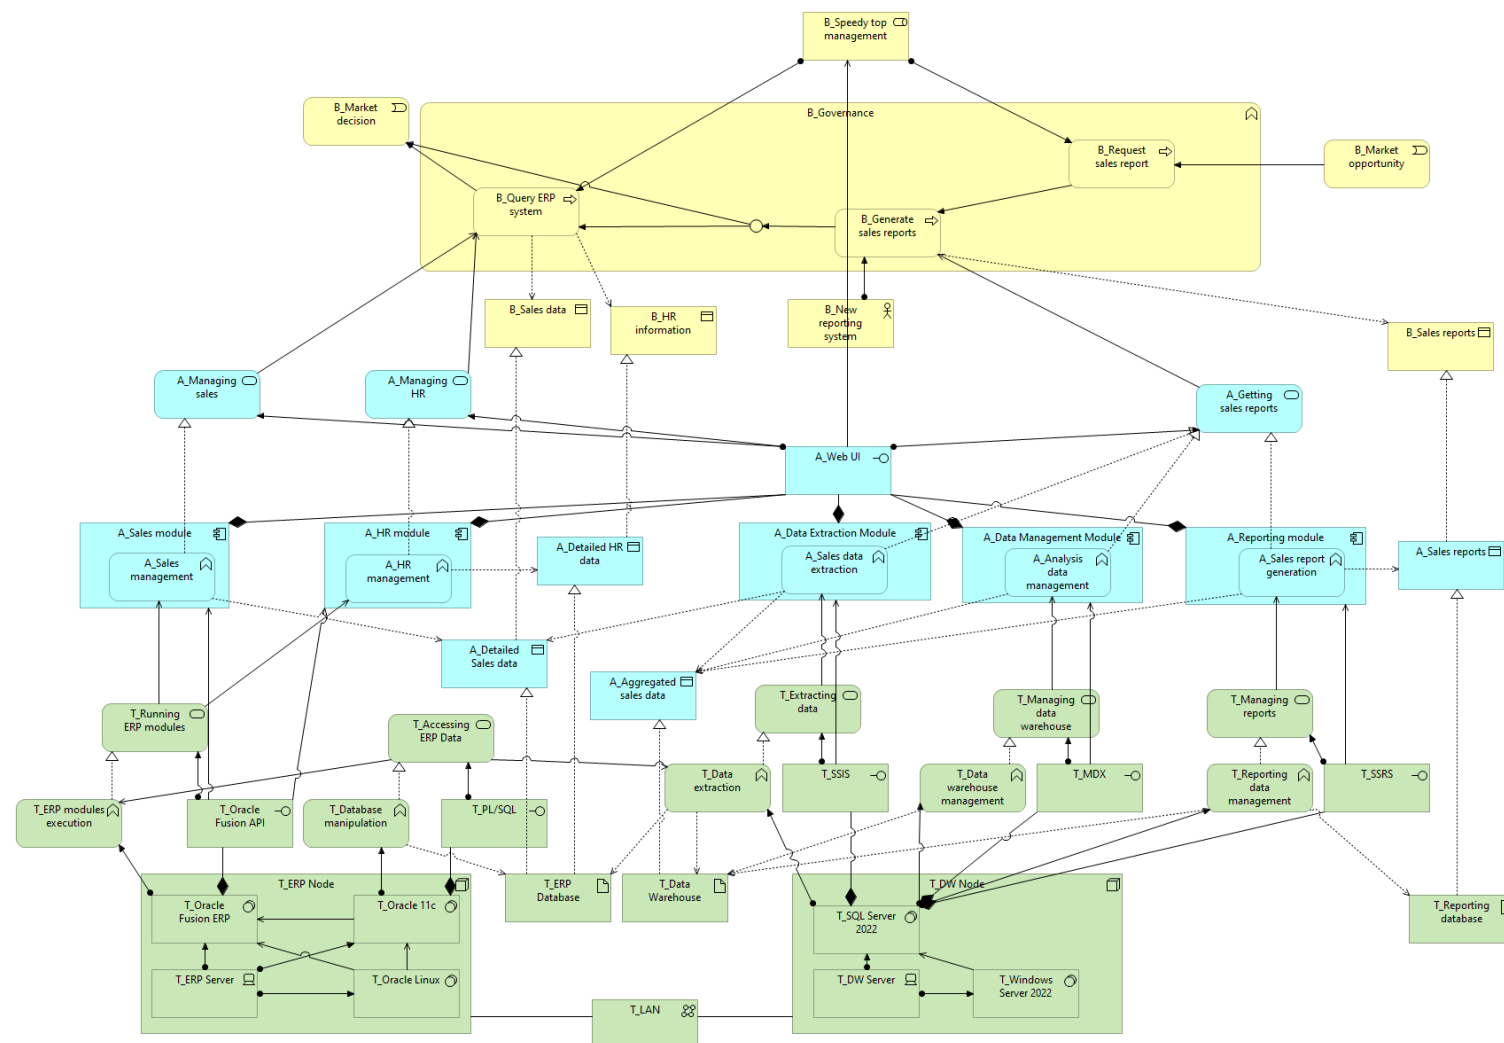 B_Speedy top
management
B_Market
decision
B_Governance
B_Request
sales report
B_Market
opportunity
B_Query ERP
system
B_Generate
sales reports
B_Sales data
B_HR
information
B_New
reporting
system
B_Sales reports
A_Managing
sales
A_Managing
HR
A_Getting
sales reports
A_Web UI
A_Sales module
A_HR module
A_Data Extraction Module
A_Data Management Module
A_Reporting module
A_Sales
management
A_HR
management
A_Detailed HR
data
A_Sales data
extraction
A_Analysis
data
management
A_Sales report
generation
A_Sales reports
A_Detailed
Sales data
A_Aggregated
sales data
T_Extracting
data
T_Managing
data
warehouse
T_Managing
reports
T_Running
ERP modules
T_Accessing
ERP Data
T_Data
extraction
T_SSIS
T_Data
warehouse
management
T_MDX
T_Reporting
data
management
T_SSRS
T_ERP modules
execution
T_Oracle
Fusion API
T_Database
manipulation
T_PL/SQL
T_ERP Node
T_ERP
Database
T_Data
Warehouse
T_DW Node
T_Oracle
Fusion ERP
T_Oracle 11c
T_SQL Server
2022
T_Reporting
database
T_ERP Server
T_Oracle Linux
T_DW Server
T_Windows
Server 2022
T_LAN